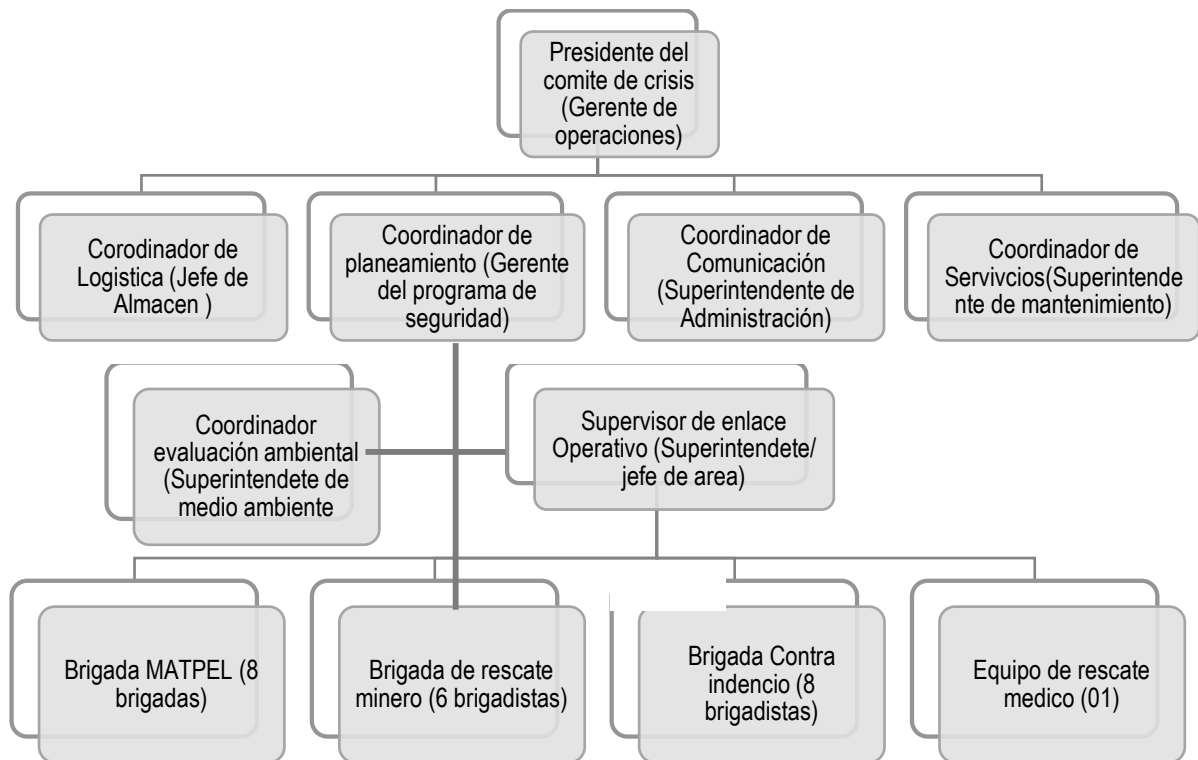 Presidente del
comite de crisis
(Gerente de
operaciones)
Corodinador de
Logistica (Jefe de
Almacen )
Coordinador de
planeamiento (Gerente
del programa de
seguridad)
Coordinador de
Comunicación
(Superintendente de
Administración)
Coordinador de
Servivcios(Superintende
nte de mantenimiento)
Coordinador
evaluación ambiental
(Superintendete de
medio ambiente
Supervisor de enlace
Operativo (Superintendete/
jefe de area)
Brigada MATPEL (8
brigadas)
Brigada de rescate
minero (6 brigadistas)
Brigada Contra
indencio (8
brigadistas)
Equipo de rescate
medico (01)